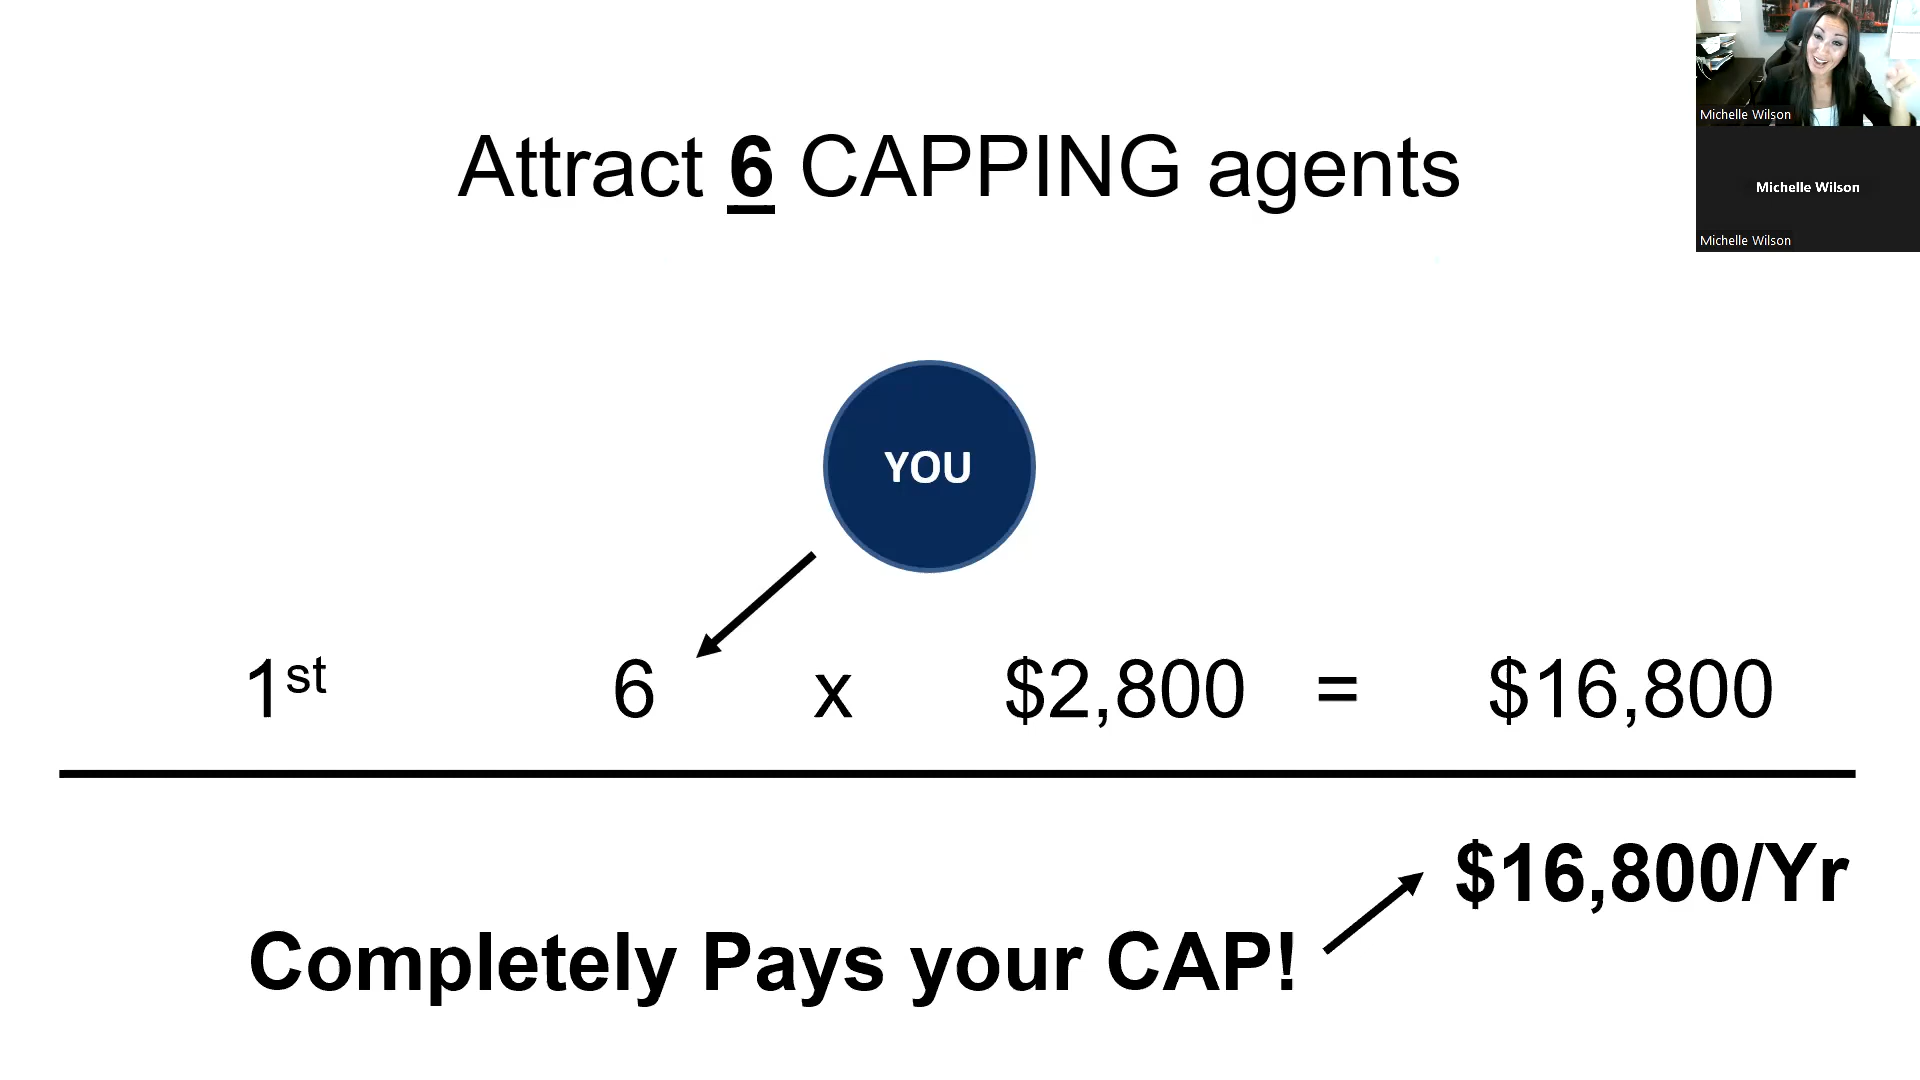 Attract 6 CAPPING agents
Michelle Wilson
Michelle Wilson
Michelle Wilson
YOU
1st 6 x $2,800 = $16,800
$16,800/Yr
Completely Pays your CAP!